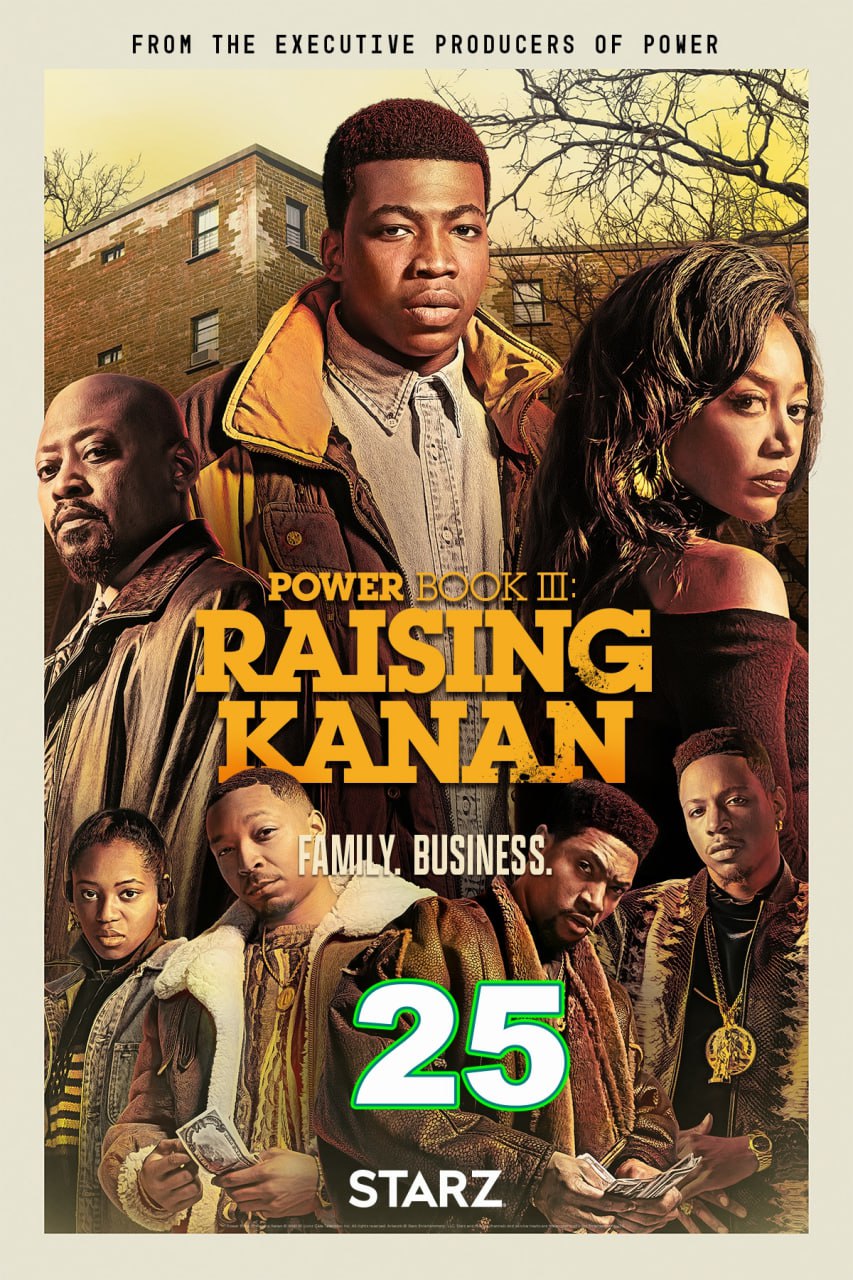 FROM THE EXECUTIVE PRODUCERS OF POWER
POWER BOOK III:
RAISING
KANAN
FAMILY. BUSINESS.
25
STARZ